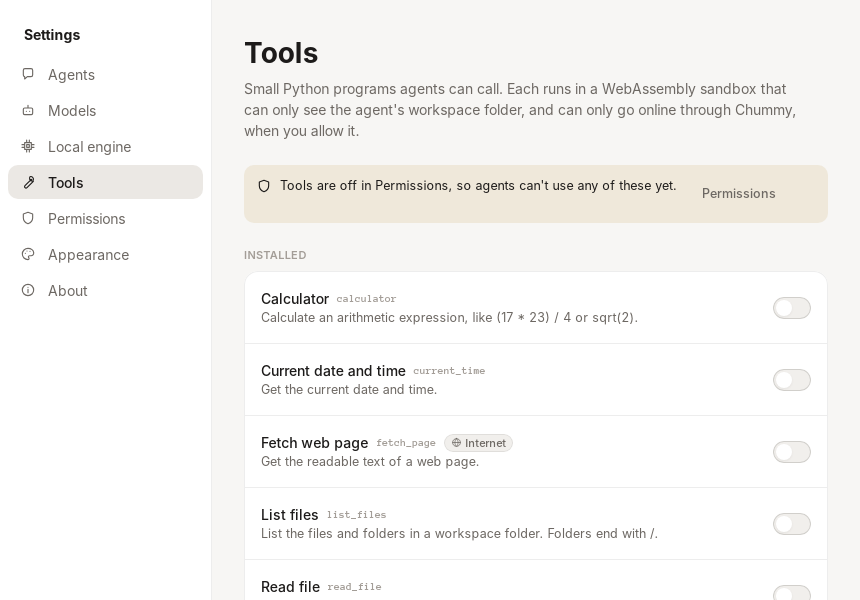 Settings
Agents
Models
Local engine
Tools
Permissions
Appearance
About
Tools
Small Python programs agents can call. Each runs in a WebAssembly sandbox that
can only see the agent's workspace folder, and can only go online through Chummy,
when you allow it.
Tools are off in Permissions, so agents can't use any of these yet.
Permissions
INSTALLED
Calculator calculator
Calculate an arithmetic expression, like (17 * 23) / 4 or sqrt(2).
Current date and time current_time
Get the current date and time.
Fetch web page fetch_page Internet
Get the readable text of a web page.
List files list_files
List the files and folders in a workspace folder. Folders end with /.
Read file read_file